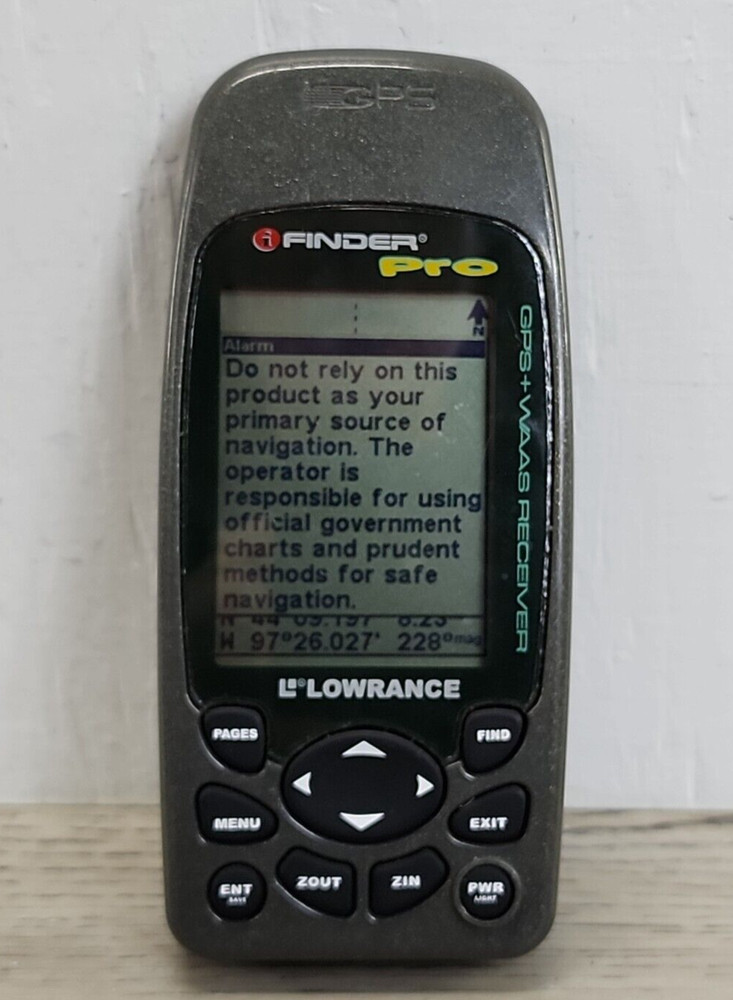 GPS
iFINDER®
Pro
GPS+WAAS RECEIVER
N
Alarm
Do not rely on this
product as your
primary source of
navigation. The
operator is
responsible for using
official government
charts and prudent
methods for safe
navigation.
W 97°26.027' 228°mag
L®LOWRANCE
PAGES
FIND
MENU
EXIT
ENT
SAVE
ZOUT
ZIN
PWR
LIGHT